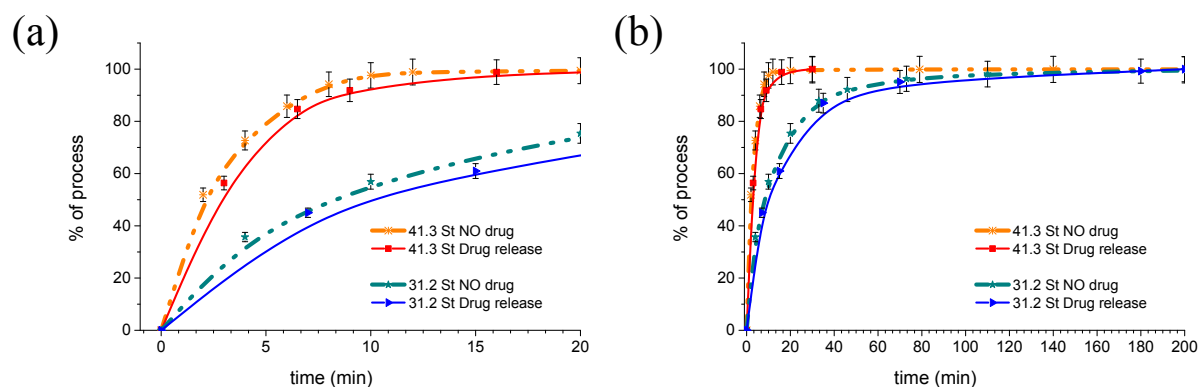 (a)
100
80
60
40
20
0
% of process
41.3 St NO drug
41.3 St Drug release
31.2 St NO drug
31.2 St Drug release
0 5 10 15 20
time (min)
(b)
100
80
60
40
20
0
% of process
41.3 St NO drug
41.3 St Drug release
31.2 St NO drug
31.2 St Drug release
0 20 40 60 80 100 120 140 160 180 200
time (min)